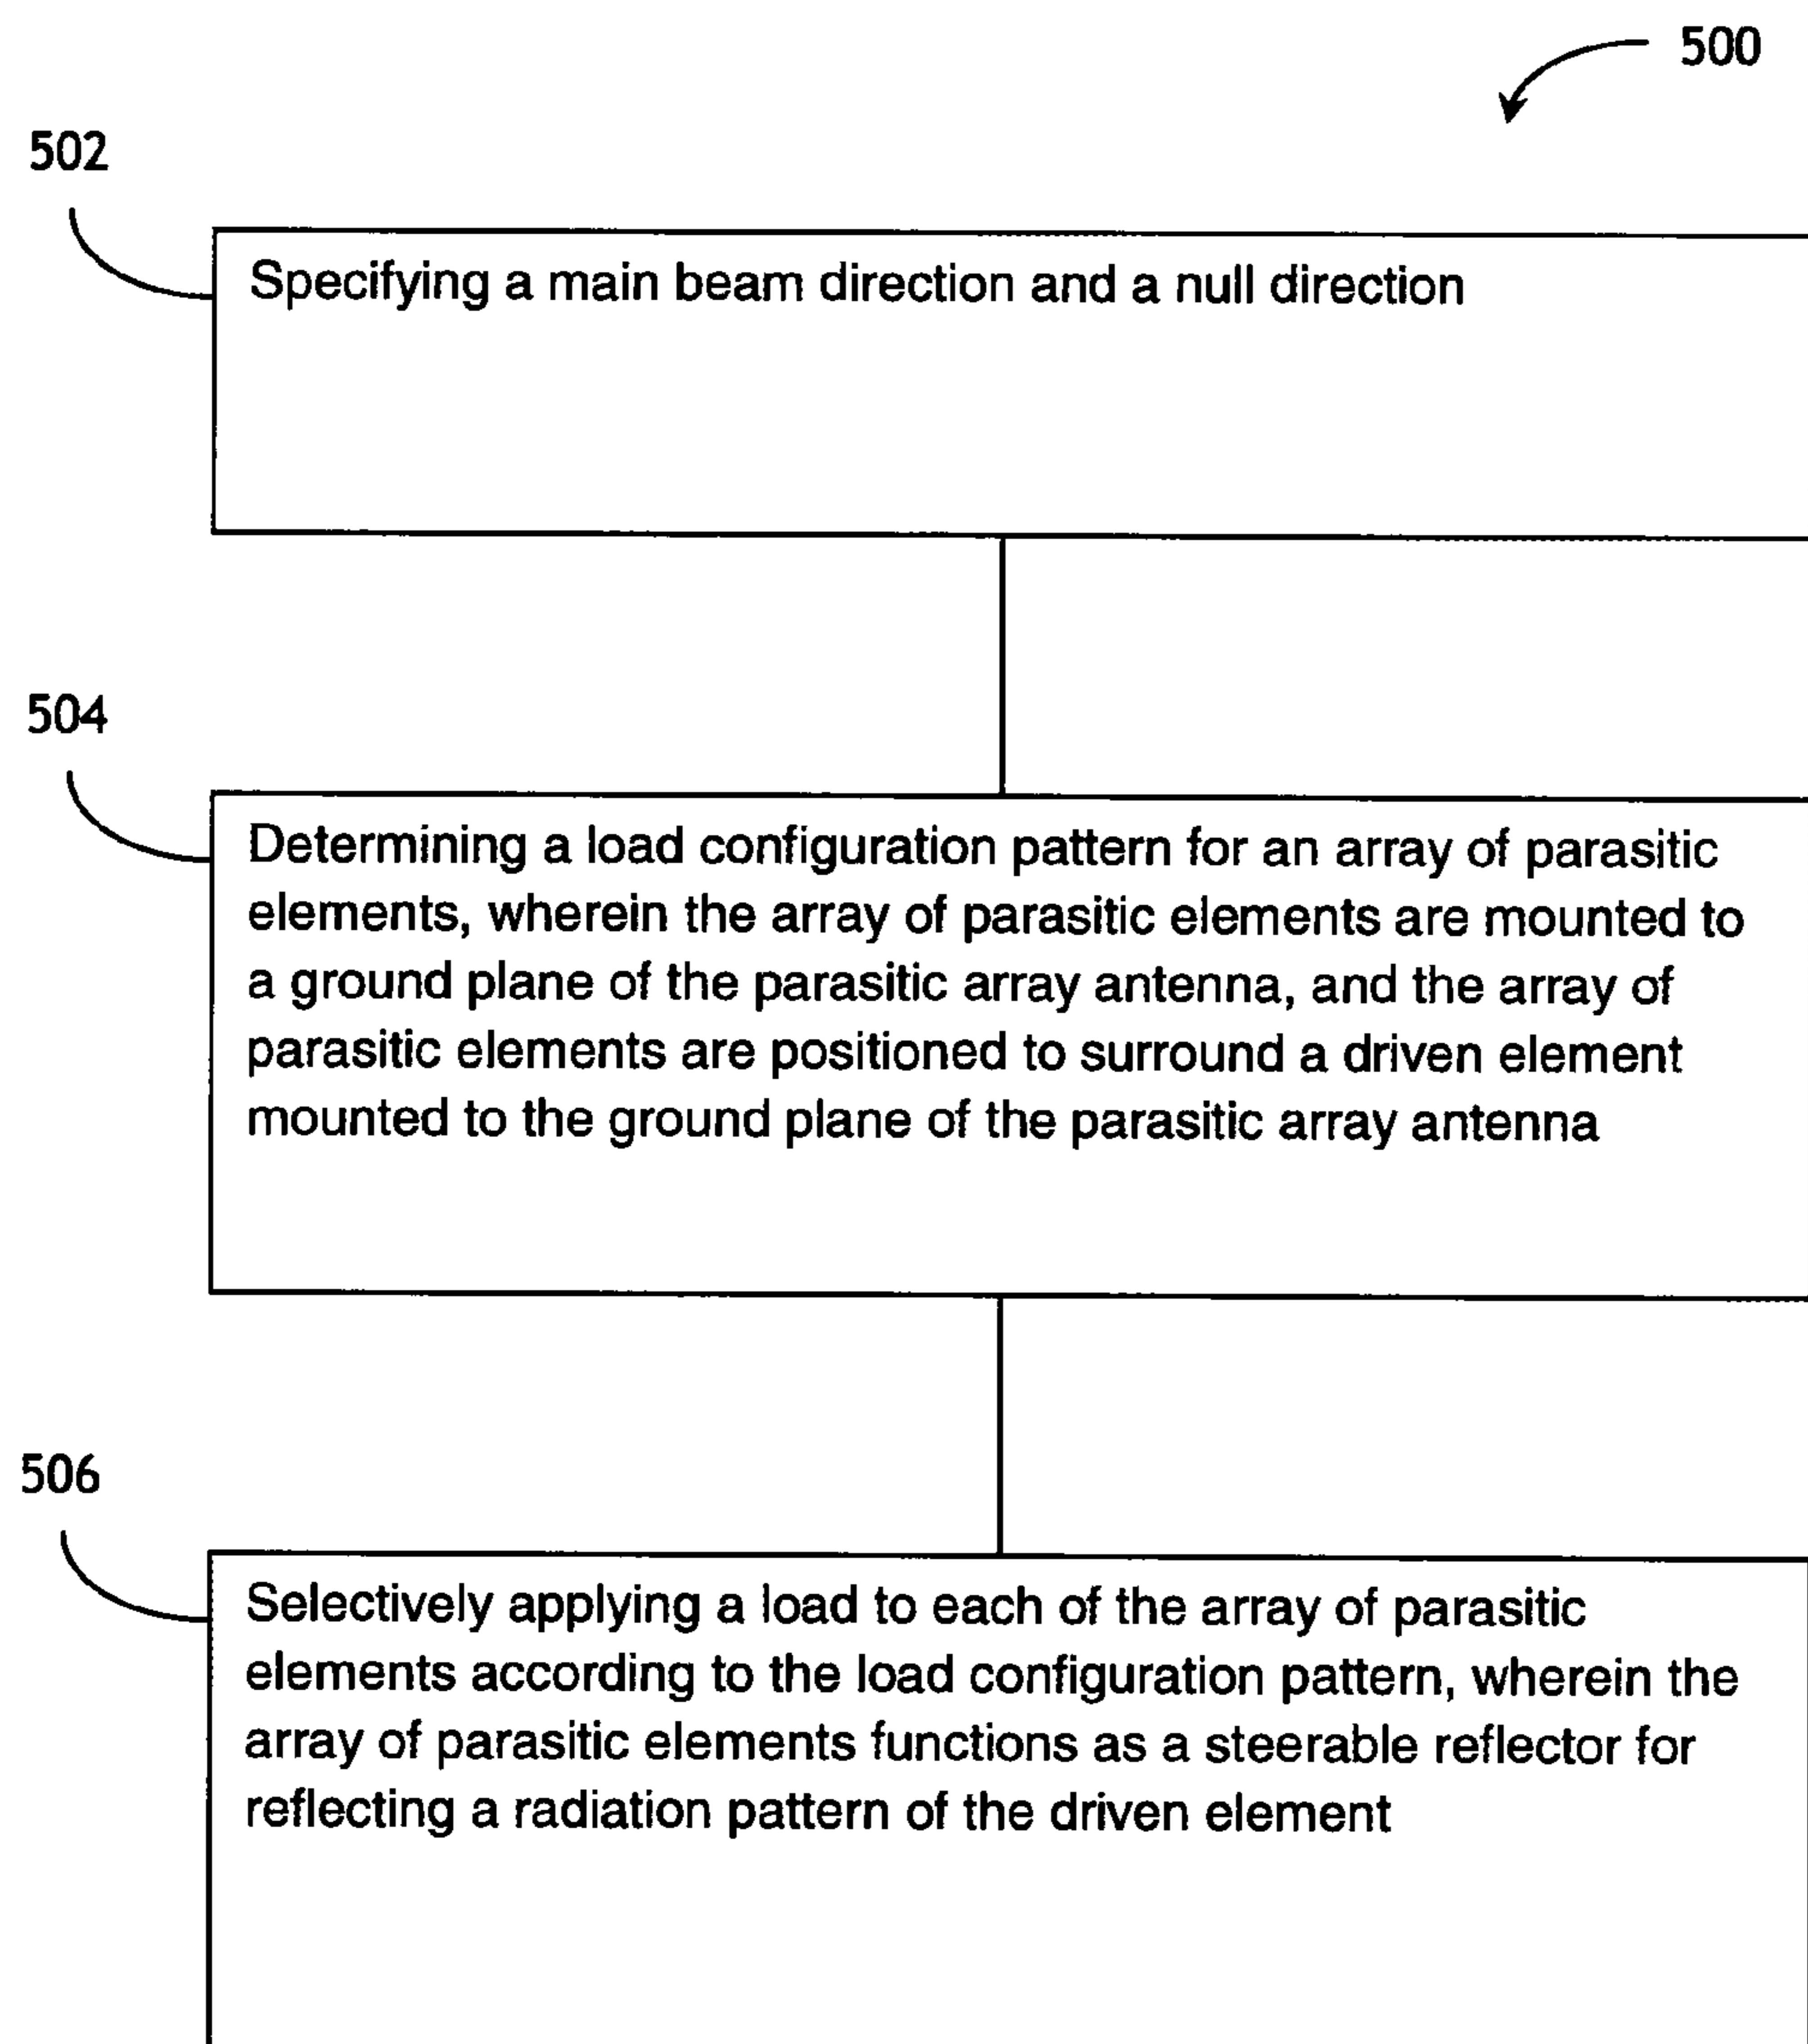 500
502
Specifying a main beam direction and a null direction
504
Determining a load configuration pattern for an array of parasitic
elements, wherein the array of parasitic elements are mounted to
a ground plane of the parasitic array antenna, and the array of
parasitic elements are positioned to surround a driven element
mounted to the ground plane of the parasitic array antenna
506
Selectively applying a load to each of the array of parasitic
elements according to the load configuration pattern, wherein the
array of parasitic elements functions as a steerable reflector for
reflecting a radiation pattern of the driven element